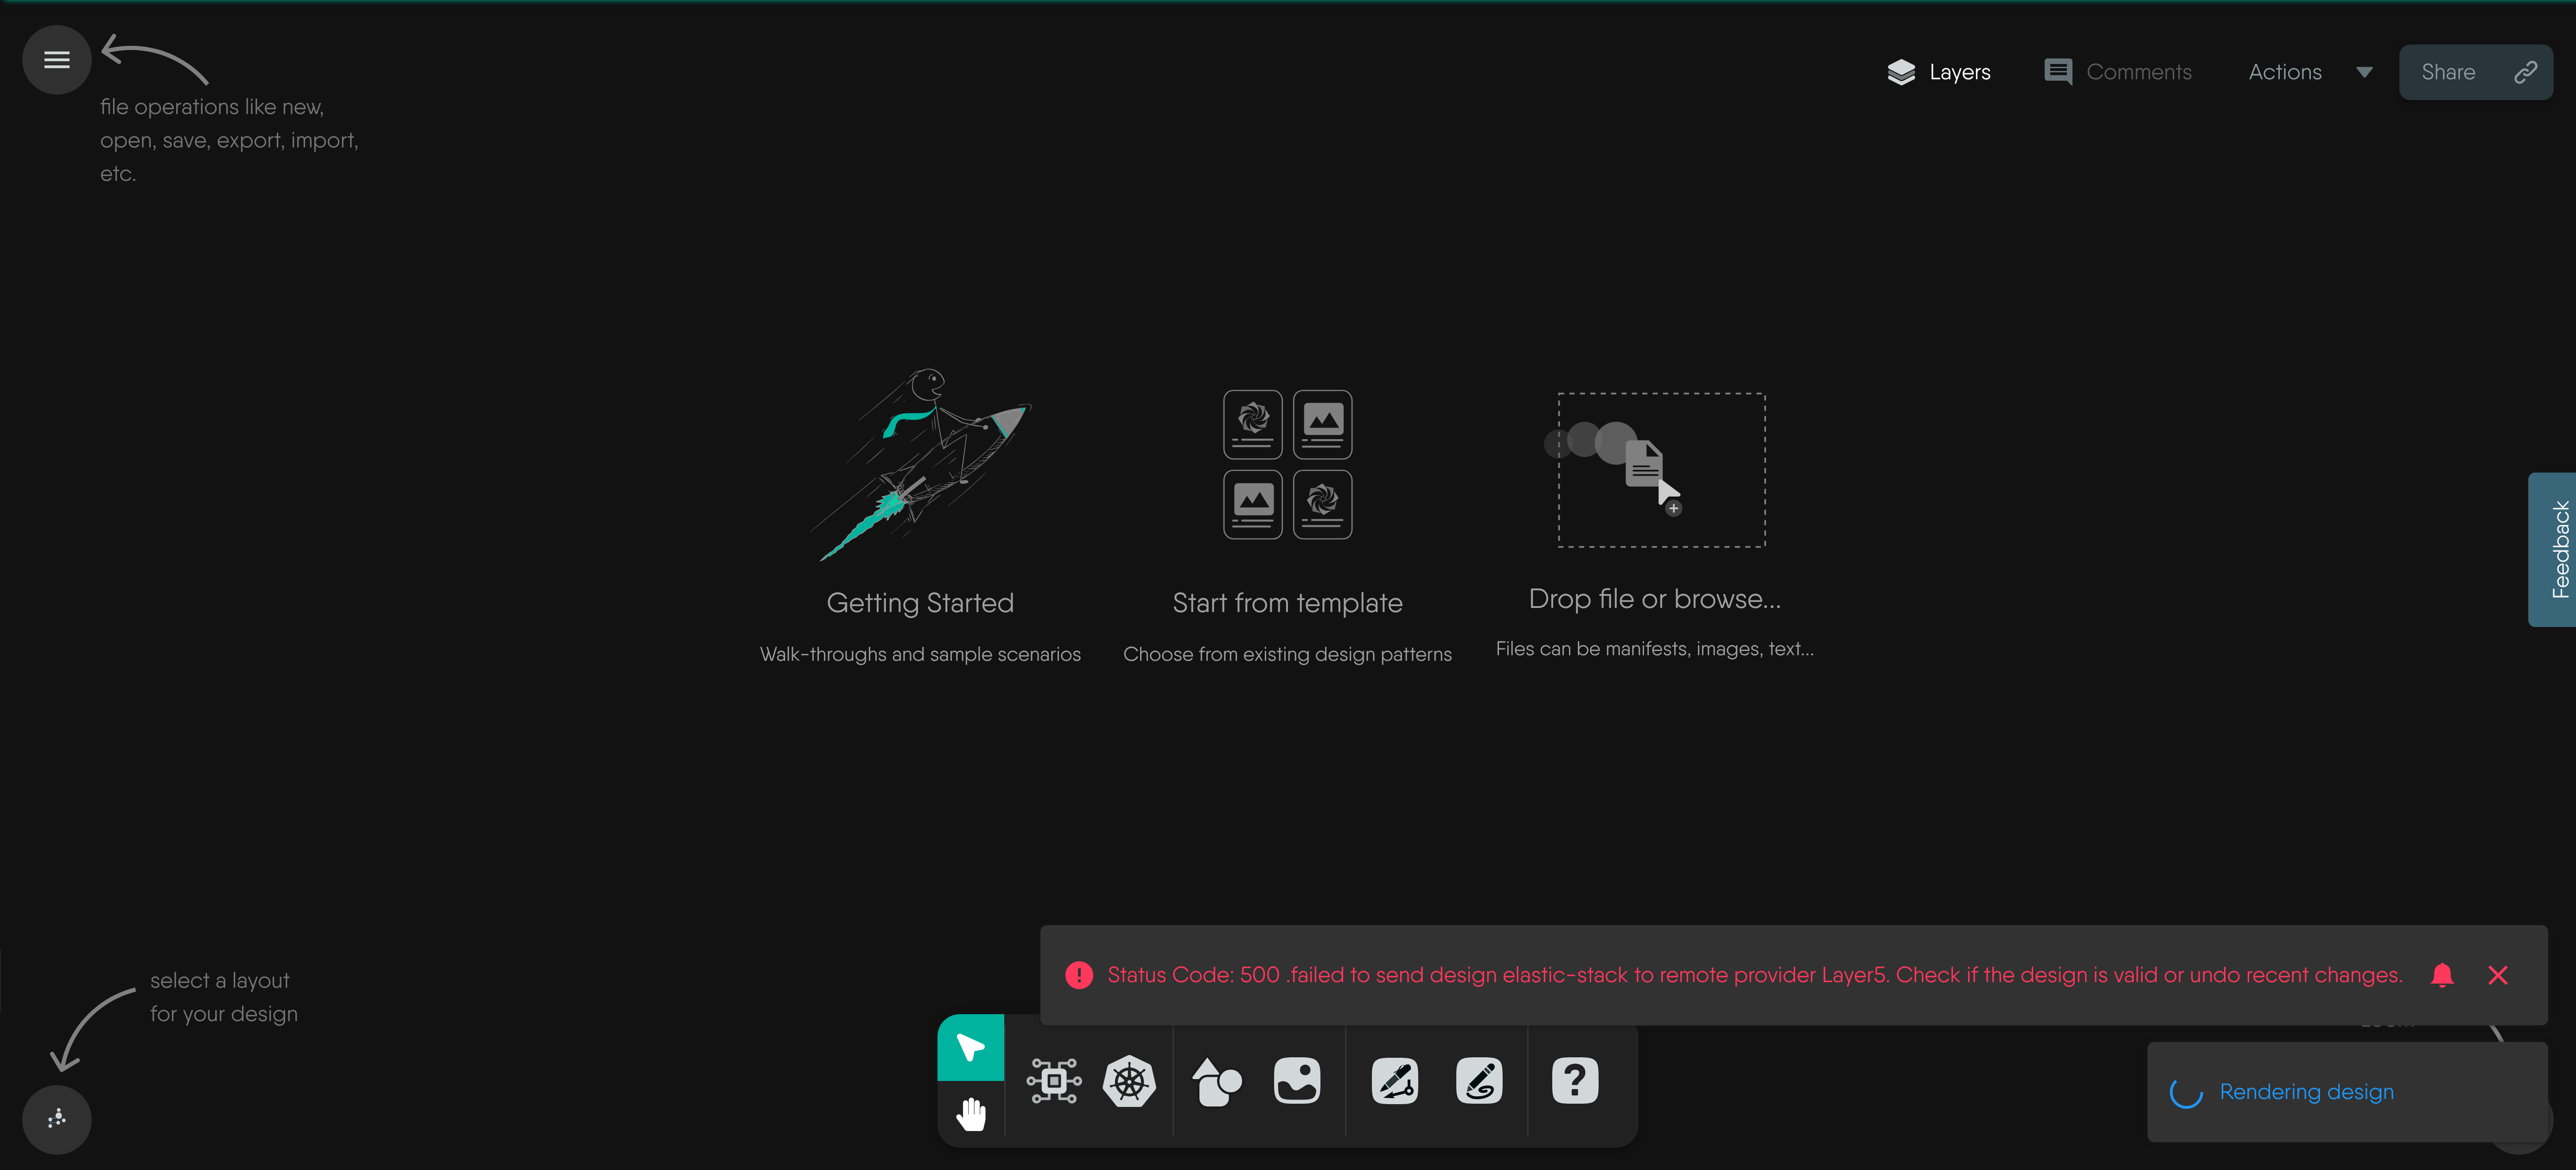 file operations like new,
open, save, export, import,
etc.
Layers
Comments
Actions
Share
Getting Started
Walk-throughs and sample scenarios
Start from template
Choose from existing design patterns
Drop file or browse...
Files can be manifests, images, text...
Feedback
Status Code: 500 .failed to send design elastic-stack to remote provider Layer5. Check if the design is valid or undo recent changes.
select a layout
for your design
?
Rendering design